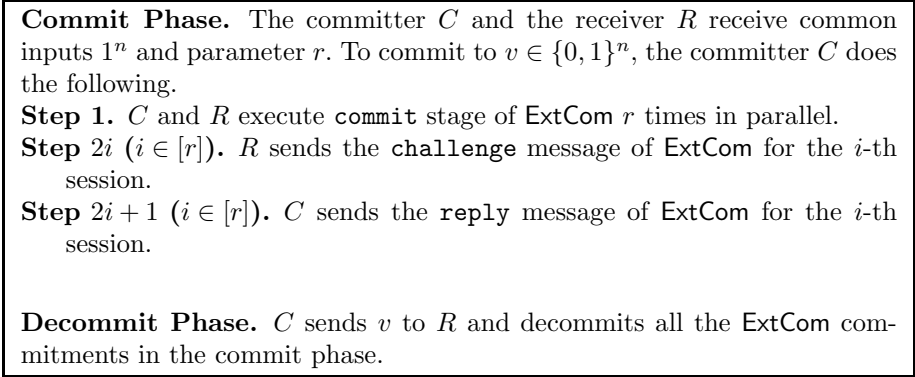 Commit Phase. The committer C and the receiver R receive common
inputs 1^n and parameter r. To commit to v ∈ {0, 1}^n, the committer C does
the following.
Step 1. C and R execute commit stage of ExtCom r times in parallel.
Step 2i (i ∈ [r]). R sends the challenge message of ExtCom for the i-th
session.
Step 2i + 1 (i ∈ [r]). C sends the reply message of ExtCom for the i-th
session.
Decommit Phase. C sends v to R and decommits all the ExtCom com-
mitments in the commit phase.